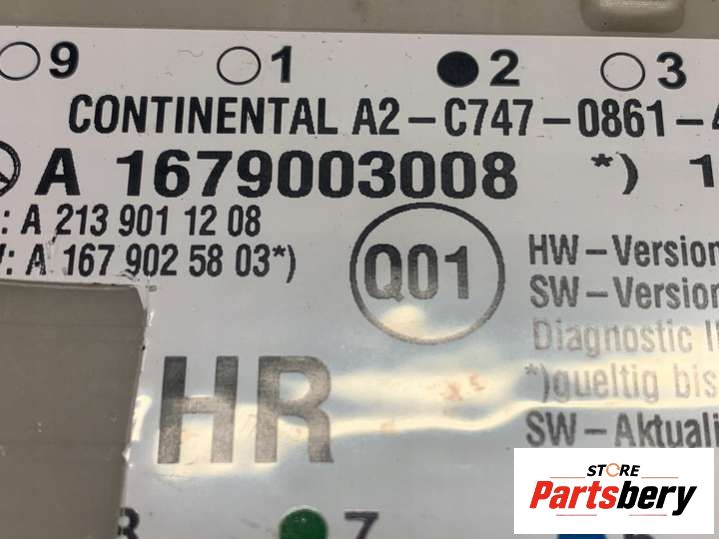 9 1 2 3
CONTINENTAL A2-C747-0861-
A 1679003008 *) 1
: A 213 901 12 08
: A 167 902 58 03*)
Q01
HW-Version
SW-Version
Diagnostic
*)gueltig bis
SW-Aktuali
HR
7
STORE
Partsbery